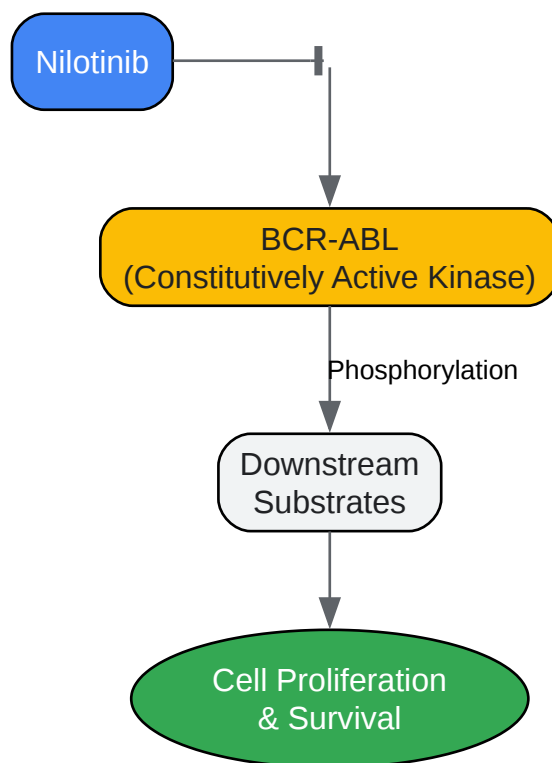 Nilotinib
BCR-ABL
(Constitutively Active Kinase)
Phosphorylation
Downstream
Substrates
Cell Proliferation
& Survival